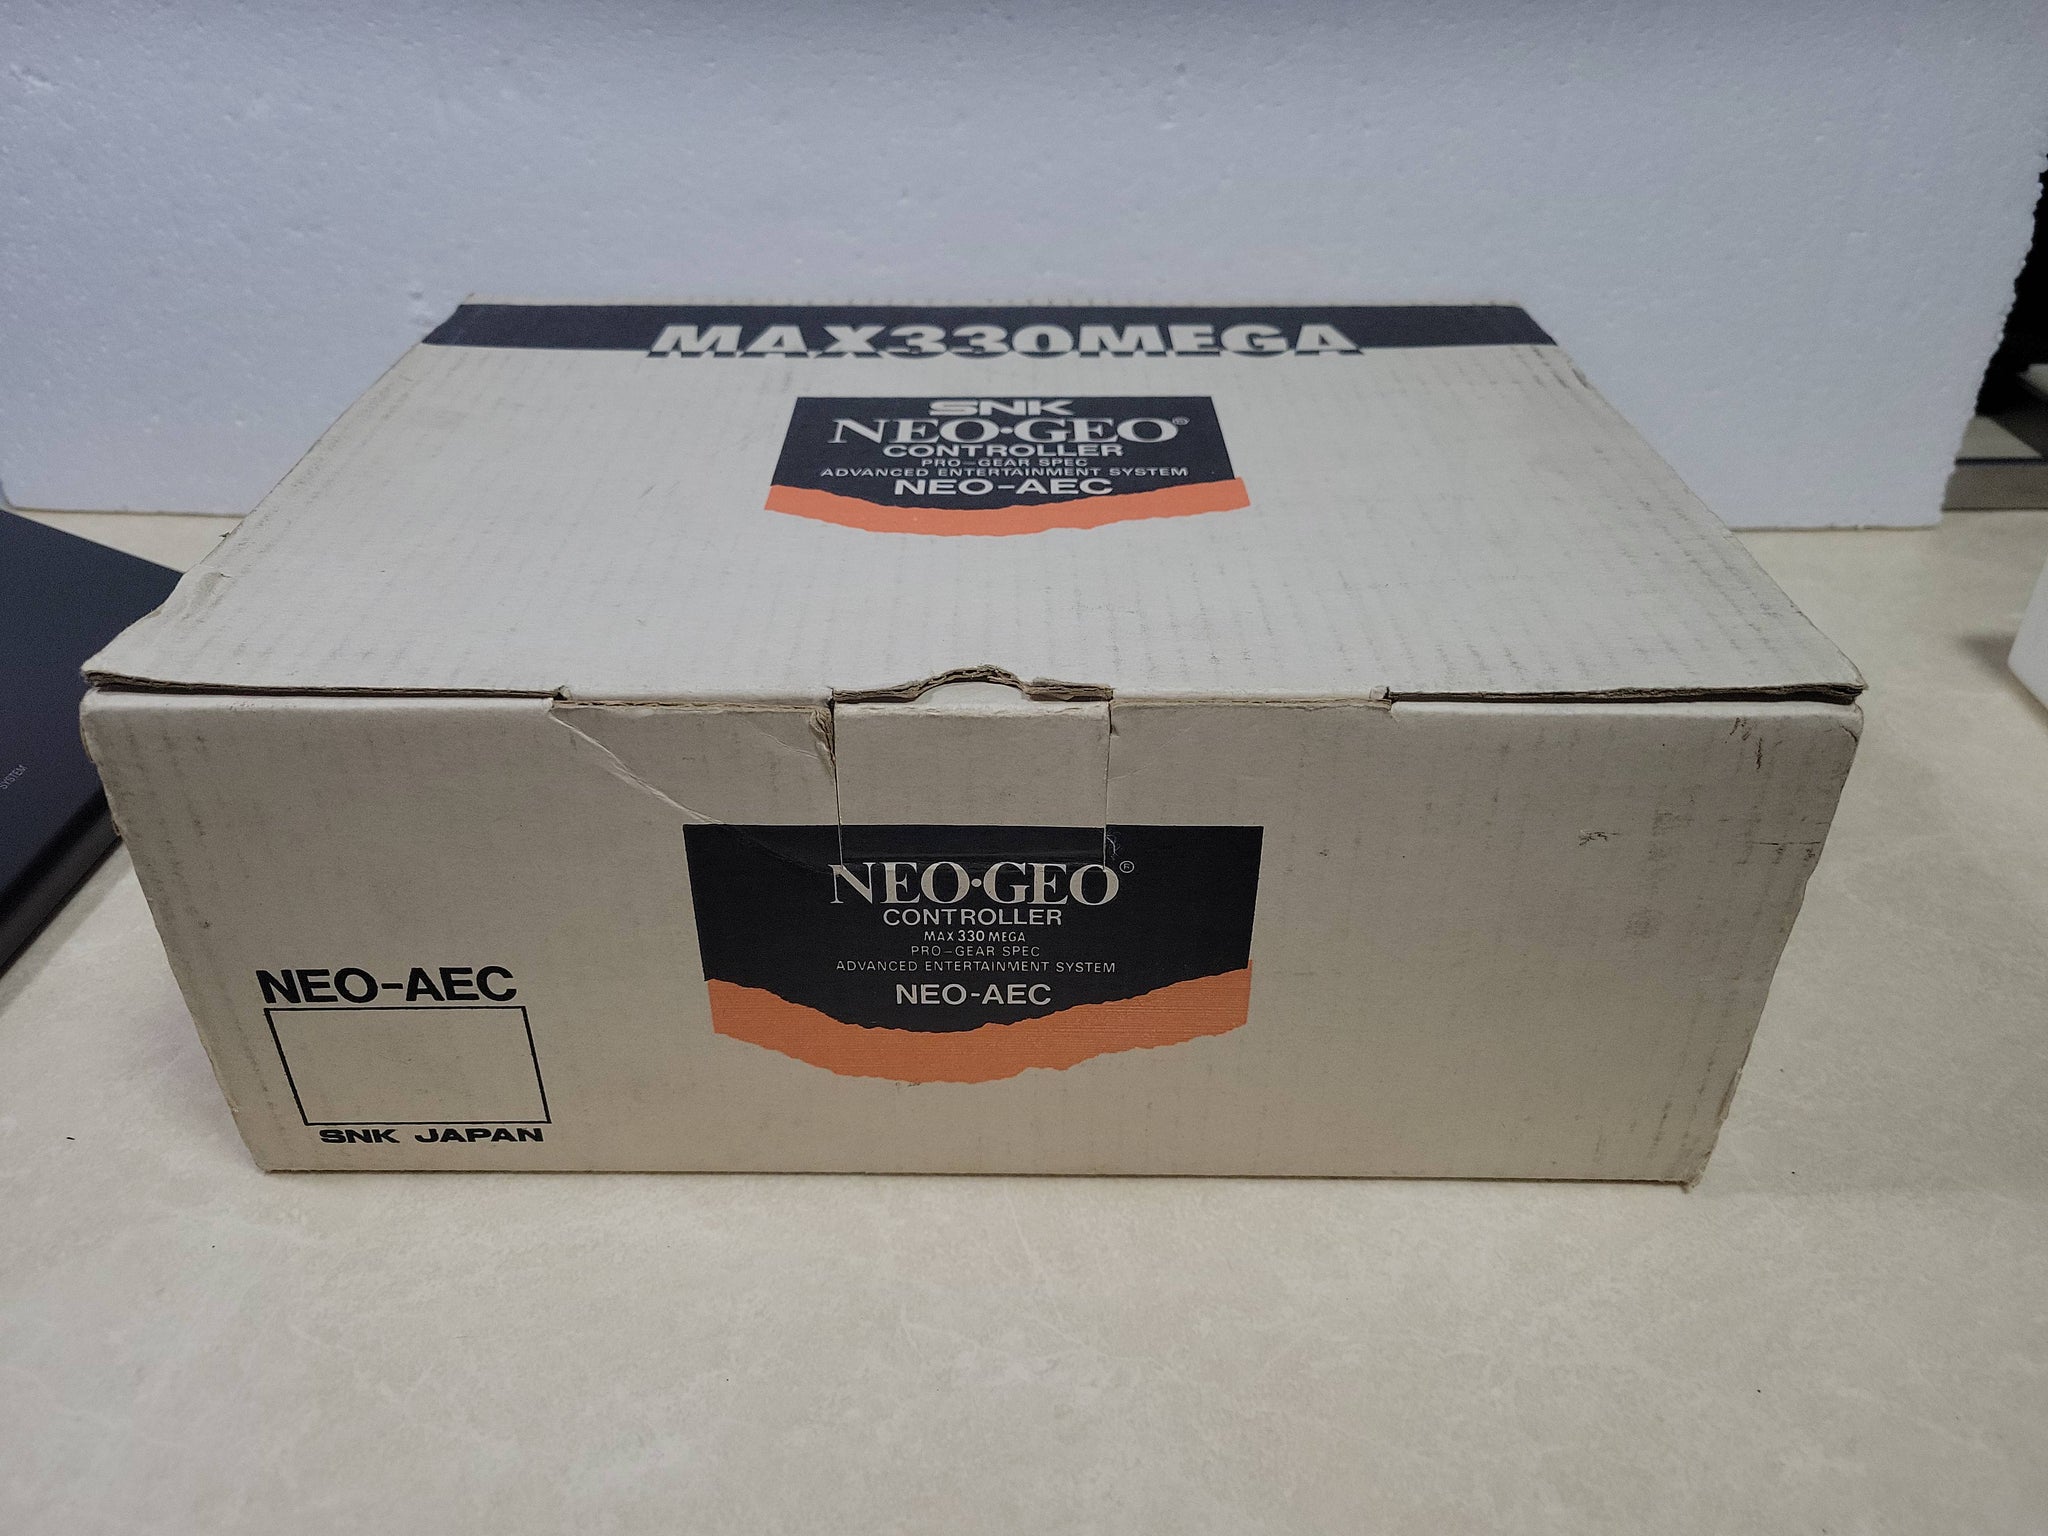 MAX330MEGA
SNK
NEO·GEO®
CONTROLLER
PRO-GEAR SPEC
ADVANCED ENTERTAINMENT SYSTEM
NEO-AEC
SYSTEM
NEO·GEO®
CONTROLLER
MAX 330 MEGA
PRO-GEAR SPEC
ADVANCED ENTERTAINMENT SYSTEM
NEO-AEC
NEO-AEC
SNK JAPAN